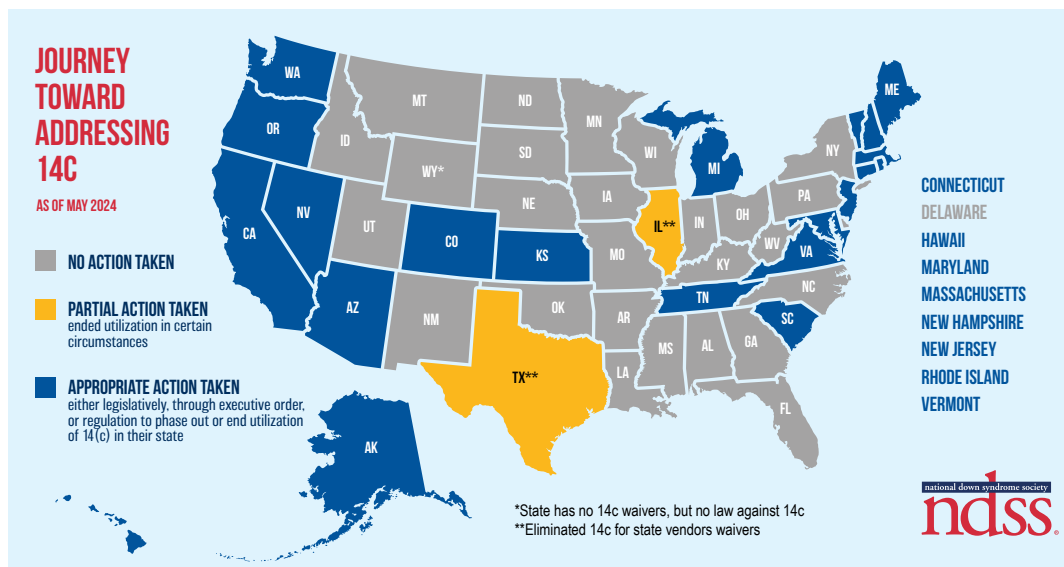 JOURNEY
TOWARD
ADDRESSING
14C
AS OF MAY 2024
NO ACTION TAKEN
PARTIAL ACTION TAKEN
ended utilization in certain
circumstances
APPROPRIATE ACTION TAKEN
either legislatively, through executive order,
or regulation to phase out or end utilization
of 14(c) in their state
WA
OR
CA
NV
ID
MT
WY*
UT
CO
AZ
NM
ND
SD
NE
KS
OK
TX**
MN
IA
MO
AR
LA
WI
IL**
MI
IN
OH
KY
TN
MS
AL
GA
FL
SC
NC
VA
WV
PA
NY
ME
AK
CONNECTICUT
DELAWARE
HAWAII
MARYLAND
MASSACHUSETTS
NEW HAMPSHIRE
NEW JERSEY
RHODE ISLAND
VERMONT
*State has no 14c waivers, but no law against 14c
**Eliminated 14c for state vendors waivers
national down syndrome society
ndss®